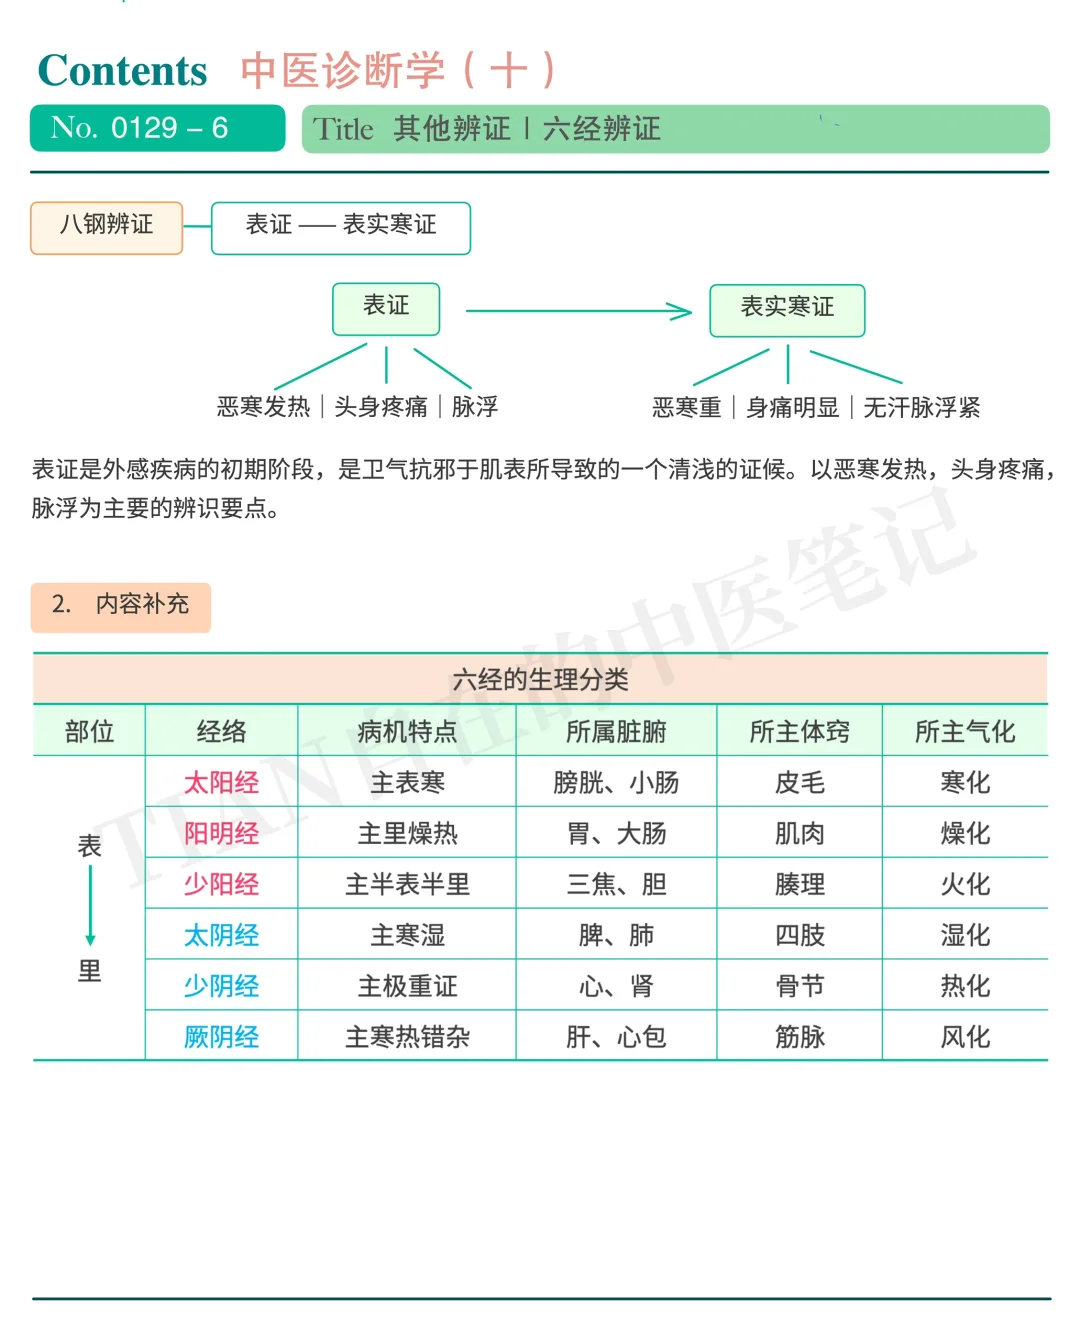 Contents 中医诊断学（十）
No. 0129 – 6 Title 其他辨证 | 六经辨证
八钢辨证 表证 —— 表实寒证
表证 表实寒证
恶寒发热｜头身疼痛｜脉浮 恶寒重｜身痛明显｜无汗脉浮紧
表证是外感疾病的初期阶段，是卫气抗邪于肌表所导致的一个清浅的证候。以恶寒发热，头身疼痛，
脉浮为主要的辨识要点。
2. 内容补充
六经的生理分类
部位 经络 病机特点 所属脏腑 所主体窍 所主气化
太阳经 主表寒 膀胱、小肠 皮毛 寒化
表 阳明经 主里燥热 胃、大肠 肌肉 燥化
少阳经 主半表半里 三焦、胆 腠理 火化
太阴经 主寒湿 脾、肺 四肢 湿化
里 少阴经 主极重证 心、肾 骨节 热化
厥阴经 主寒热错杂 肝、心包 筋脉 风化
TIAN自在的中医笔记